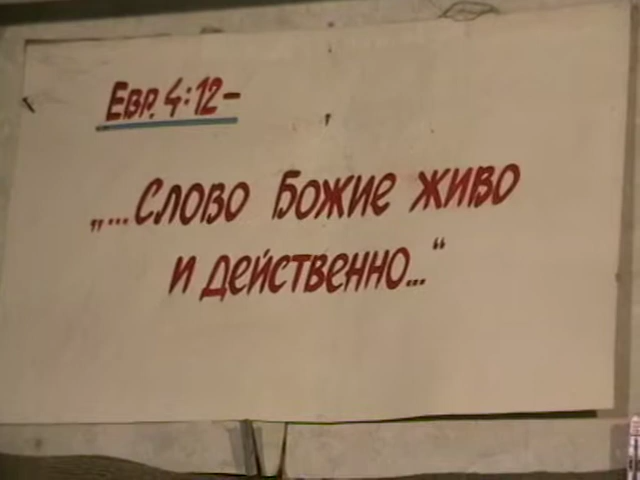 Евр. 4:12-
„...Слово Божие живо
и действенно...“